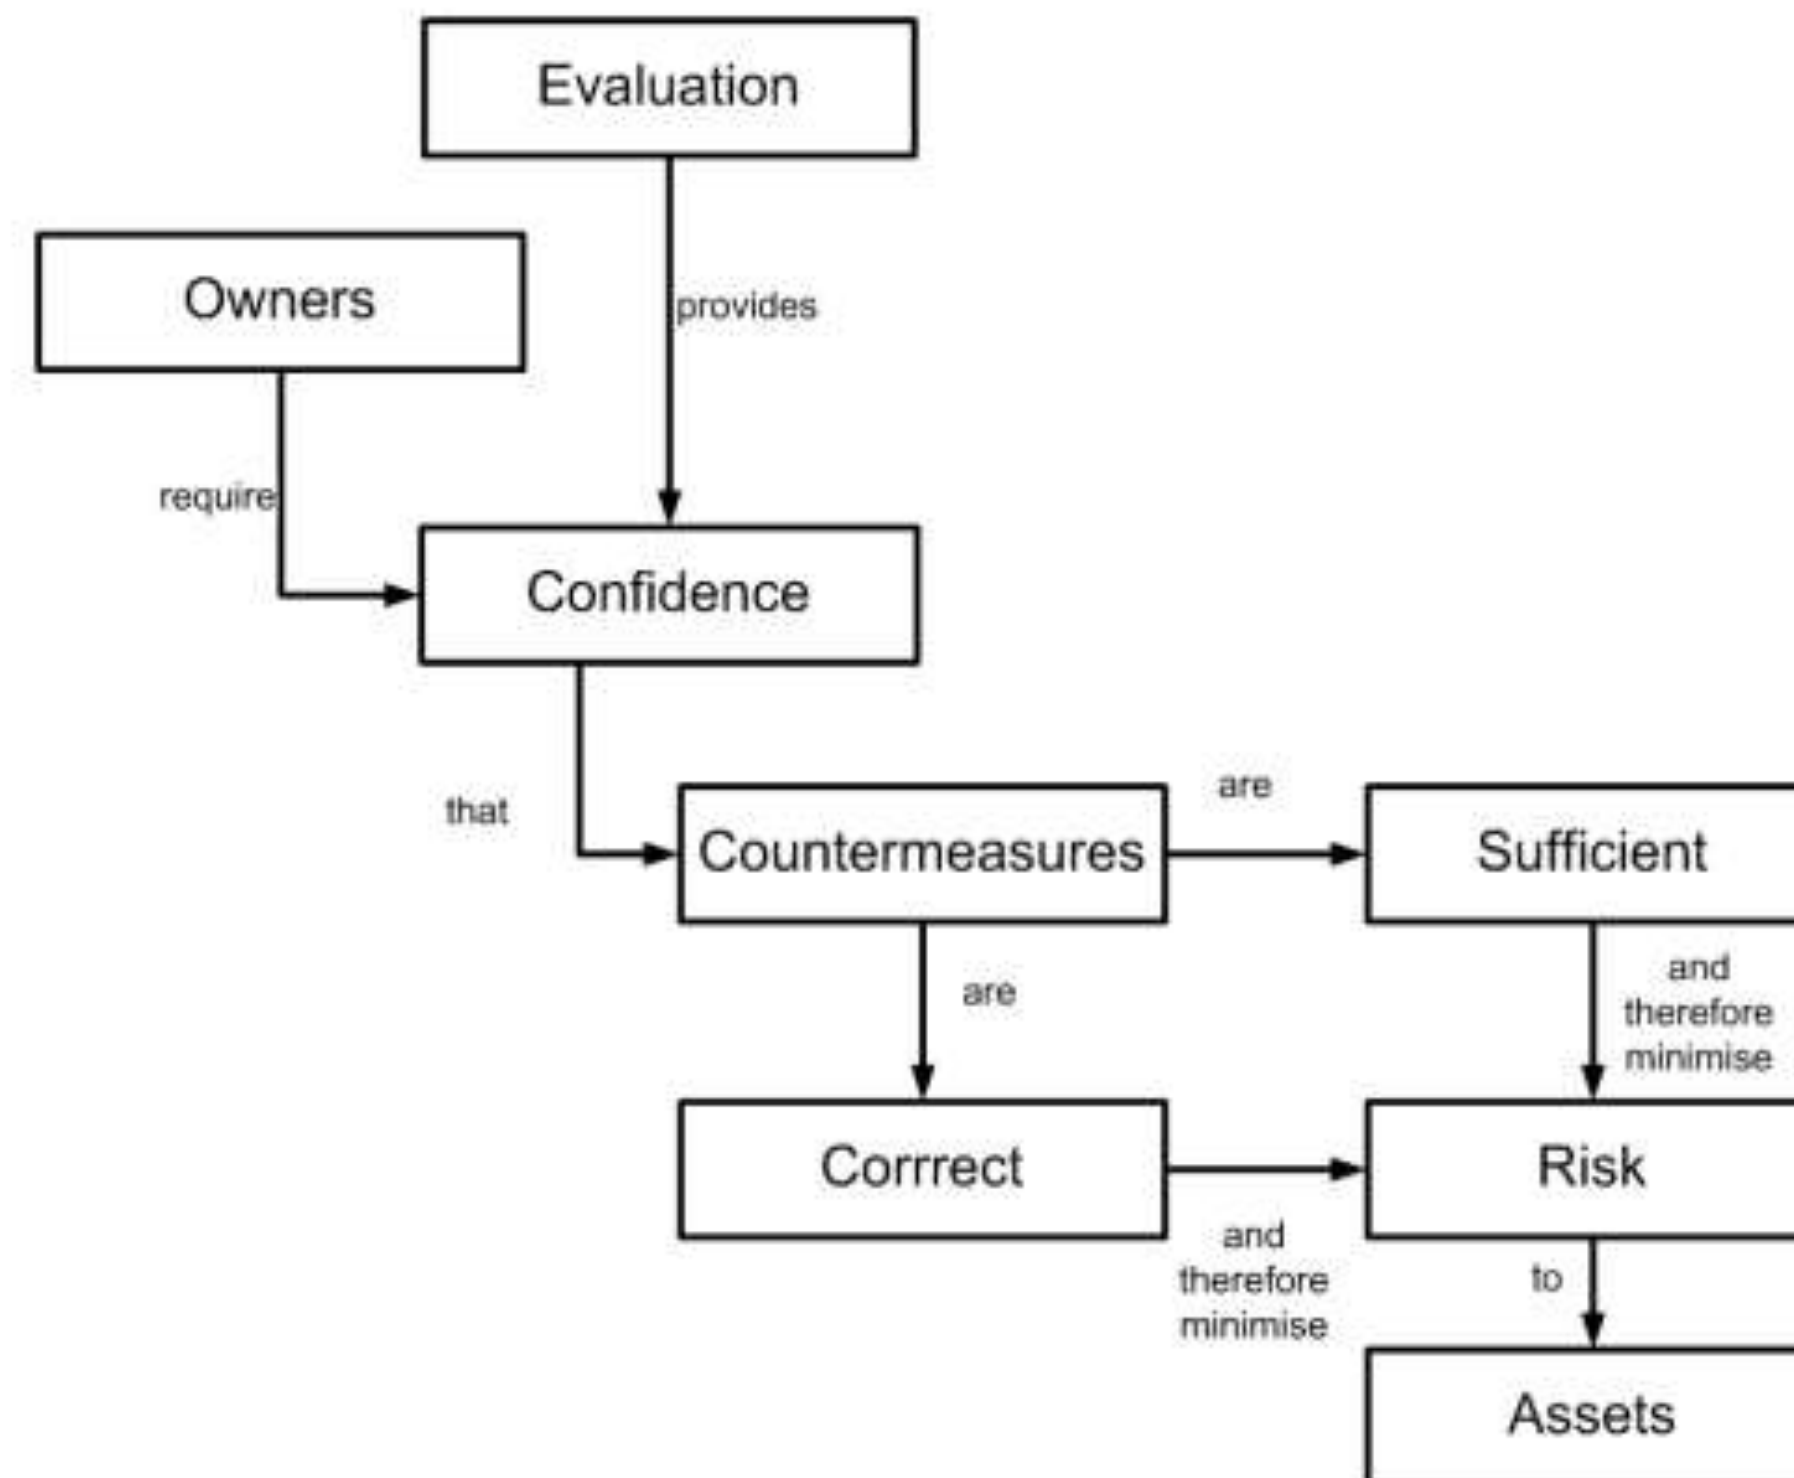 Evaluation
Owners
provides
require
Confidence
that
Countermeasures
are
Sufficient
are
and
therefore
minimise
Corrrect
Risk
and
therefore
minimise
to
Assets